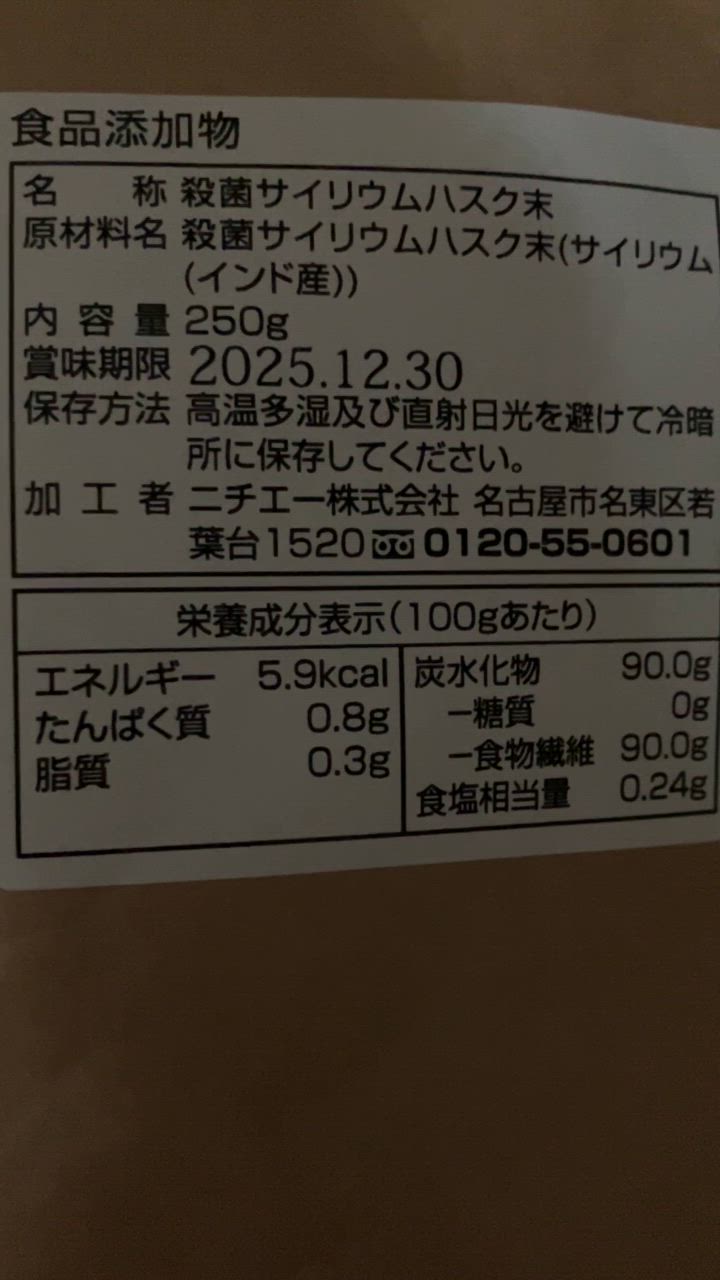 食品添加物
名 称 殺菌サイリウムハスク末
原材料名 殺菌サイリウムハスク末(サイリウム
(インド産))
内容量 250g
賞味期限 2025.12.30
保存方法 高温多湿及び直射日光を避けて冷暗
所に保存してください。
加工者 ニチエー株式会社 名古屋市名東区若
葉台1520 0120-55-0601
栄養成分表示(100gあたり)
エネルギー 5.9kcal
たんぱく質 0.8g
脂質 0.3g
炭水化物 90.0g
−糖質 0g
−食物繊維 90.0g
食塩相当量 0.24g